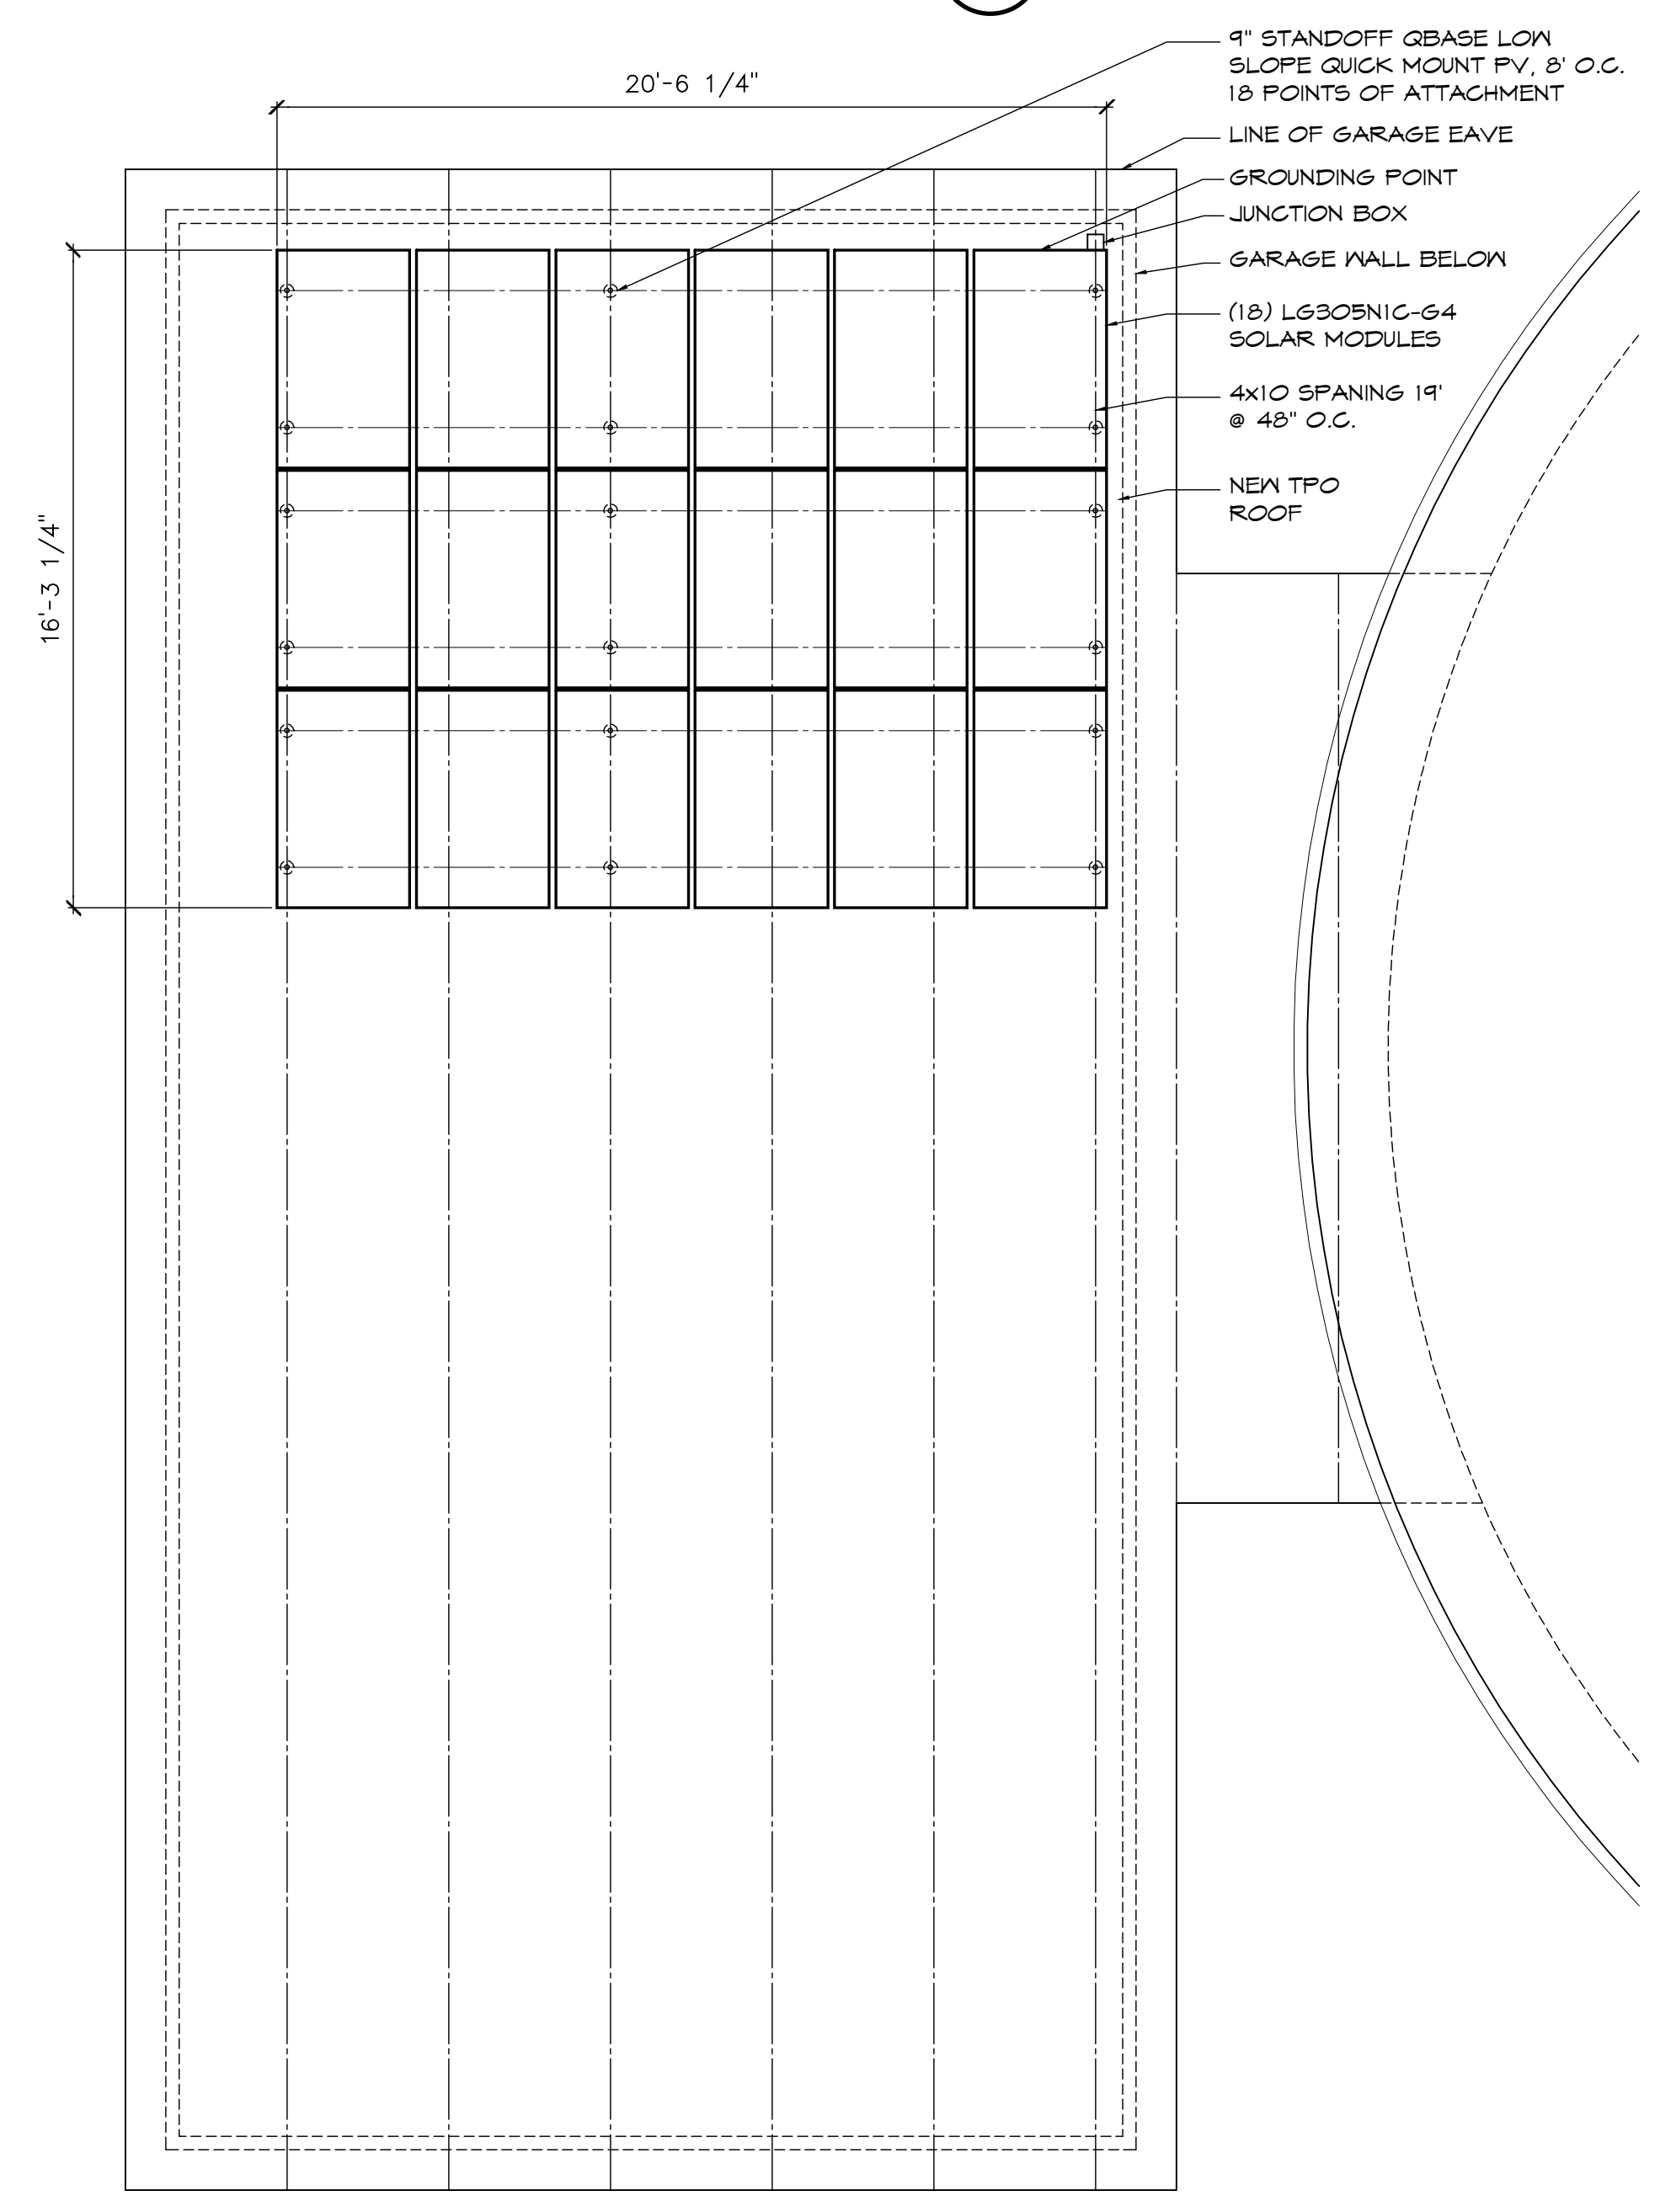 9" STANDOFF QBASE LOW
SLOPE QUICK MOUNT PV, 8' O.C.
18 POINTS OF ATTACHMENT
20'-6 1/4"
LINE OF GARAGE EAVE
GROUNDING POINT
JUNCTION BOX
GARAGE WALL BELOW
(18) LG305N1C-G4
SOLAR MODULES
4x10 SPANING 19'
@ 48" O.C.
NEW TPO
ROOF
16'-3 1/4"